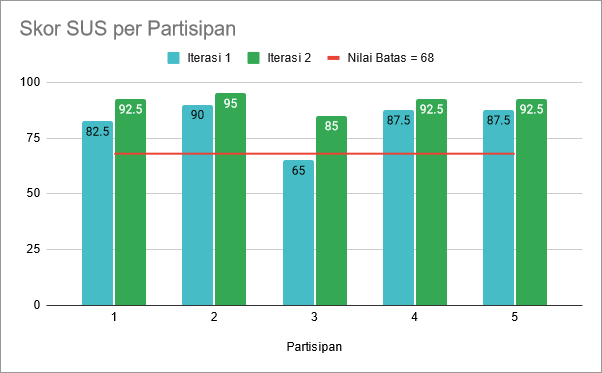 Skor SUS per Partisipan
Iterasi 1 Iterasi 2 Nilai Batas = 68
100
75
50
25
0
82.5 92.5 90 95 65 85 87.5 92.5 87.5 92.5
1 2 3 4 5
Partisipan